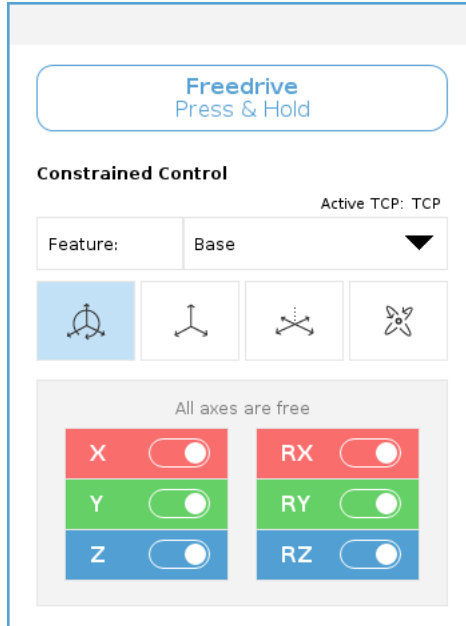 Freedrive
Press & Hold
Constrained Control
Active TCP: TCP
Feature: Base
All axes are free
X RX
Y RY
Z RZ